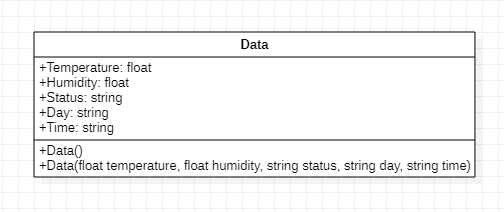 Data
+Temperature: float
+Humidity: float
+Status: string
+Day: string
+Time: string
+Data()
+Data(float temperature, float humidity, string status, string day, string time)